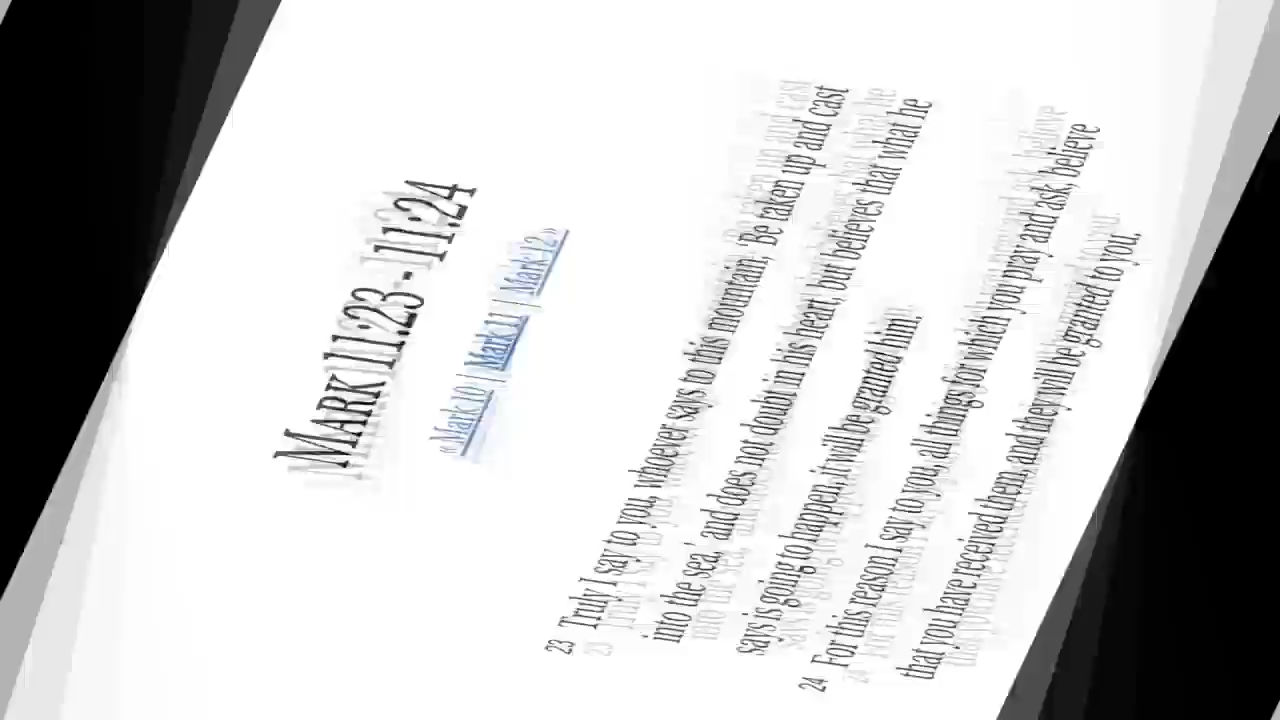 MARK 11:23 - 11:24
« Mark 10 | Mark 11 | Mark 12 »
23 Truly I say to you, whoever says to this mountain, 'Be taken up and cast
into the sea,' and does not doubt in his heart, but believes that what he
says is going to happen, it will be granted him.
24 For this reason I say to you, all things for which you pray and ask, believe
that you have received them, and they will be granted to you.